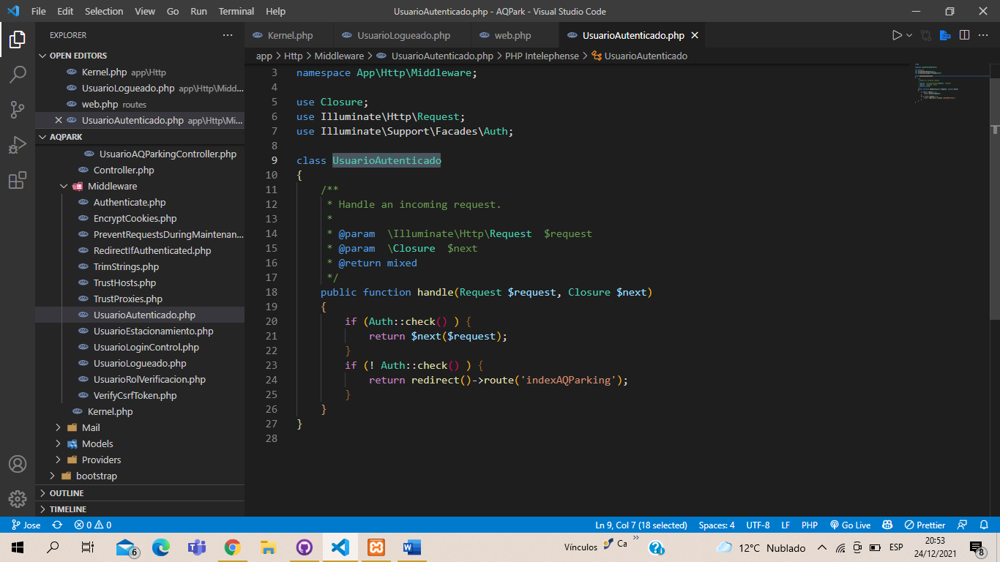 File Edit Selection View Go Run Terminal Help UsuarioAutenticado.php - AQPark - Visual Studio Code
EXPLORER
OPEN EDITORS
Kernel.php app\Http
UsuarioLogueado.php app\Http\Midd...
web.php routes
UsuarioAutenticado.php app\Http\Mi...
AQPARK
UsuarioAQParkingController.php
Controller.php
Middleware
Authenticate.php
EncryptCookies.php
PreventRequestsDuringMaintenan...
RedirectIfAuthenticated.php
TrimStrings.php
TrustHosts.php
TrustProxies.php
UsuarioAutenticado.php
UsuarioEstacionamiento.php
UsuarioLoginControl.php
UsuarioLogueado.php
UsuarioRolVerificacion.php
VerifyCsrfToken.php
Kernel.php
Mail
Models
Providers
bootstrap
OUTLINE
TIMELINE
Kernel.php UsuarioLogueado.php web.php UsuarioAutenticado.php
app > Http > Middleware > UsuarioAutenticado.php > PHP Intelephense > UsuarioAutenticado
3 namespace App\Http\Middleware;
4
5 use Closure;
6 use Illuminate\Http\Request;
7 use Illuminate\Support\Facades\Auth;
8
9 class UsuarioAutenticado
10 {
11 /**
12 * Handle an incoming request.
13 *
14 * @param \Illuminate\Http\Request $request
15 * @param \Closure $next
16 * @return mixed
17 */
18 public function handle(Request $request, Closure $next)
19 {
20 if (Auth::check() ) {
21 return $next($request);
22 }
23 if (! Auth::check() ) {
24 return redirect()->route('indexAQParking');
25 }
26 }
27 }
28
Jose 0 0 Ln 9, Col 7 (18 selected) Spaces: 4 UTF-8 LF PHP Go Live Prettier
6 Vínculos Ca » 12°C Nublado ESP 20:53
24/12/2021 8